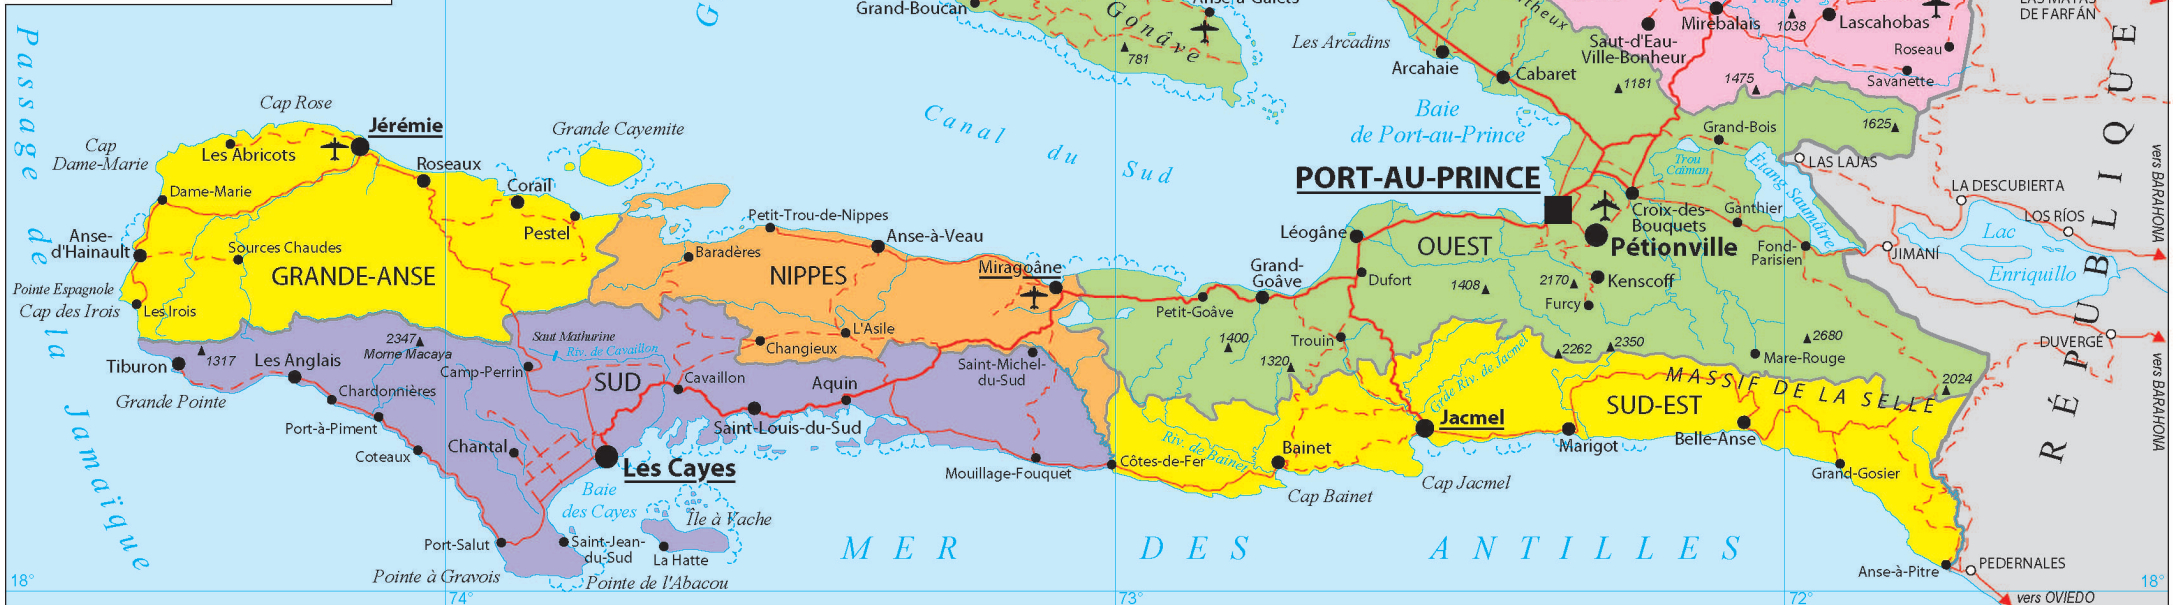 Passage de la Jamaïque
G
Grand-Boucan
Gonâve
781
Les Arcadins
Arcahaie
Cabaret
Saut-d'Eau-
Ville-Bonheur
Mirebalais
1038
Lascahobas
Roseau
Savanette
1181
1475
1625
DE FARFÁN
RÉPUBLIQUE
Cap Rose
Jérémie
Cap
Dame-Marie
Les Abricots
Roseaux
Grande Cayemite
Corail
Pestel
Dame-Marie
Anse-
d'Hainault
Sources Chaudes
GRANDE-ANSE
Pointe Espagnole
Cap des Irois
Les Irois
Canal du Sud
Baie
de Port-au-Prince
PORT-AU-PRINCE
Grand-Bois
Trou
Caïman
Étang Saumâtre
LAS LAJAS
LA DESCUBIERTA
LOS RÍOS
vers BARAHONA
Lac
Enriquillo
JIMANÍ
DUVERGÉ
vers BARAHONA
Petit-Trou-de-Nippes
Anse-à-Veau
Baradères
NIPPES
Miragoâne
L'Asile
Changieux
Léogâne
Grand-
Goâve
Petit-Goâve
Dufort
OUEST
Croix-des-
Bouquets
Ganthier
Pétionville
Fond-
Parisien
Kenscoff
Furcy
1408
2170
Trouin
1400
1320
2262
2350
2680
Mare-Rouge
2024
Tiburon
1317
Les Anglais
2347
Morne Macaya
Saut Mathurine
Riv. de Cavaillon
Camp-Perrin
SUD
Cavaillon
Aquin
Saint-Michel-
du-Sud
Grande Pointe
Chardonnières
Port-à-Piment
Coteaux
Chantal
Les Cayes
Saint-Louis-du-Sud
Mouillage-Fouquet
Côtes-de-Fer
Riv. de Bainet
Bainet
Cap Bainet
Grde Riv. de Jacmel
Jacmel
Cap Jacmel
SUD-EST
MASSIF DE LA SELLE
Marigot
Belle-Anse
Grand-Gosier
Baie
des Cayes
Île à Vache
La Hatte
Port-Salut
Saint-Jean-
du-Sud
Pointe à Gravois
Pointe de l'Abacou
MER DES ANTILLES
Anse-à-Pitre
PEDERNALES
vers OVIEDO
18°
74°
73°
72°
18°